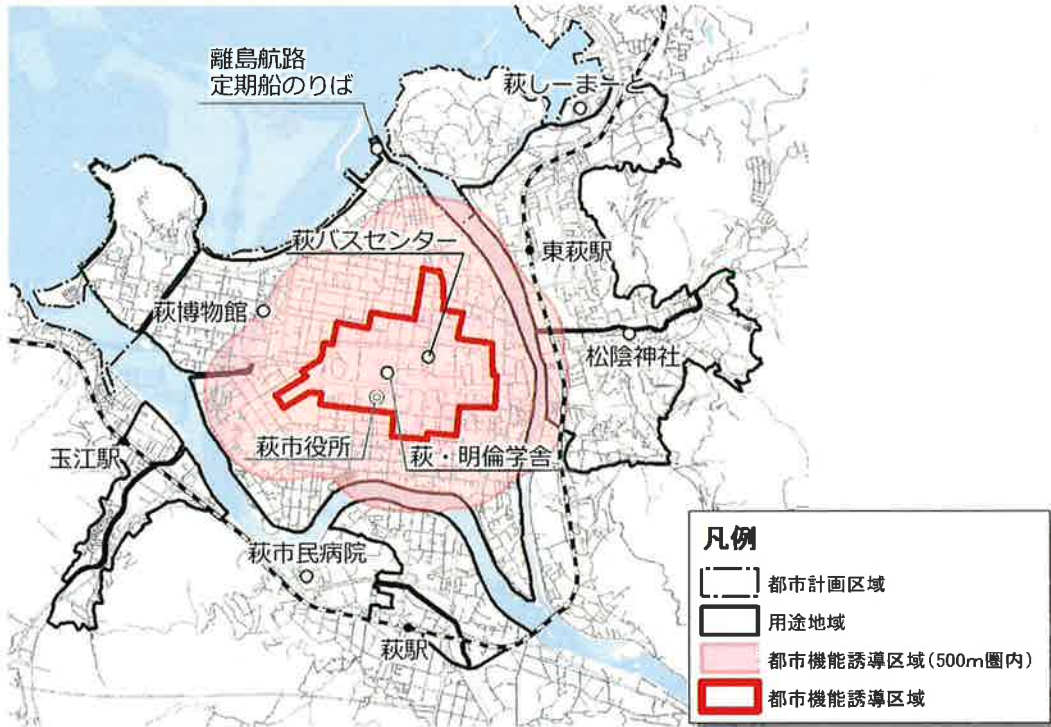 離島航路
定期船のりば
萩しーまーと
萩バスセンター
東萩駅
萩博物館
松陰神社
萩市役所
萩・明倫学舎
玉江駅
萩市民病院
萩駅
凡例
都市計画区域
用途地域
都市機能誘導区域(500m圏内)
都市機能誘導区域